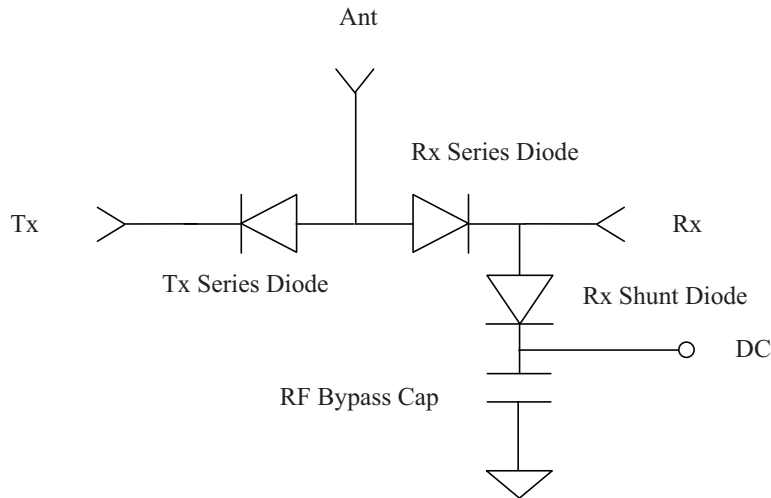 Ant
Rx Series Diode
Tx
Rx
Tx Series Diode
Rx Shunt Diode
DC
RF Bypass Cap